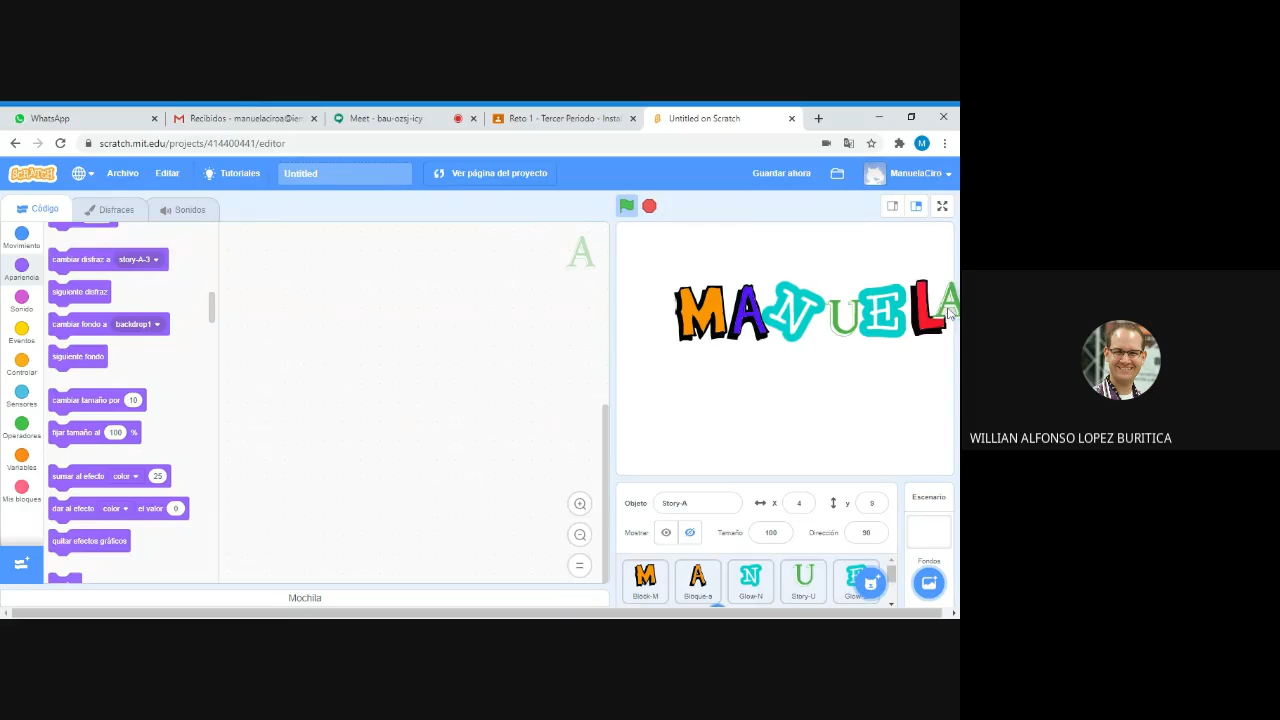 WhatsApp
Recibidos - manuelaciroa@ien
Meet - bau-ozsj-icy
Reto 1 - Tercer Periodo - Instal
Untitled on Scratch
scratch.mit.edu/projects/414400441/editor
M
SCRATCH
Archivo
Editar
Tutoriales
Untitled
Ver página del proyecto
Guardar ahora
ManuelaCiro
Código
Disfraces
Sonidos
Movimiento
Apariencia
Sonido
Eventos
Controlar
Sensores
Operadores
Variables
Mis bloques
cambiar disfraz a story-A-3
siguiente disfraz
cambiar fondo a backdrop1
siguiente fondo
cambiar tamaño por 10
fijar tamaño al 100 %
sumar al efecto color 25
dar al efecto color el valor 0
quitar efectos gráficos
A
MANUELA
Objeto Story-A x 4 y 9
Mostrar Tamaño 100 Dirección 90
Escenario
Fondos
M A N U E
Block-M
Bloque-a
Glow-N
Story-U
Glow-
Mochila
WILLIAN ALFONSO LOPEZ BURITICA